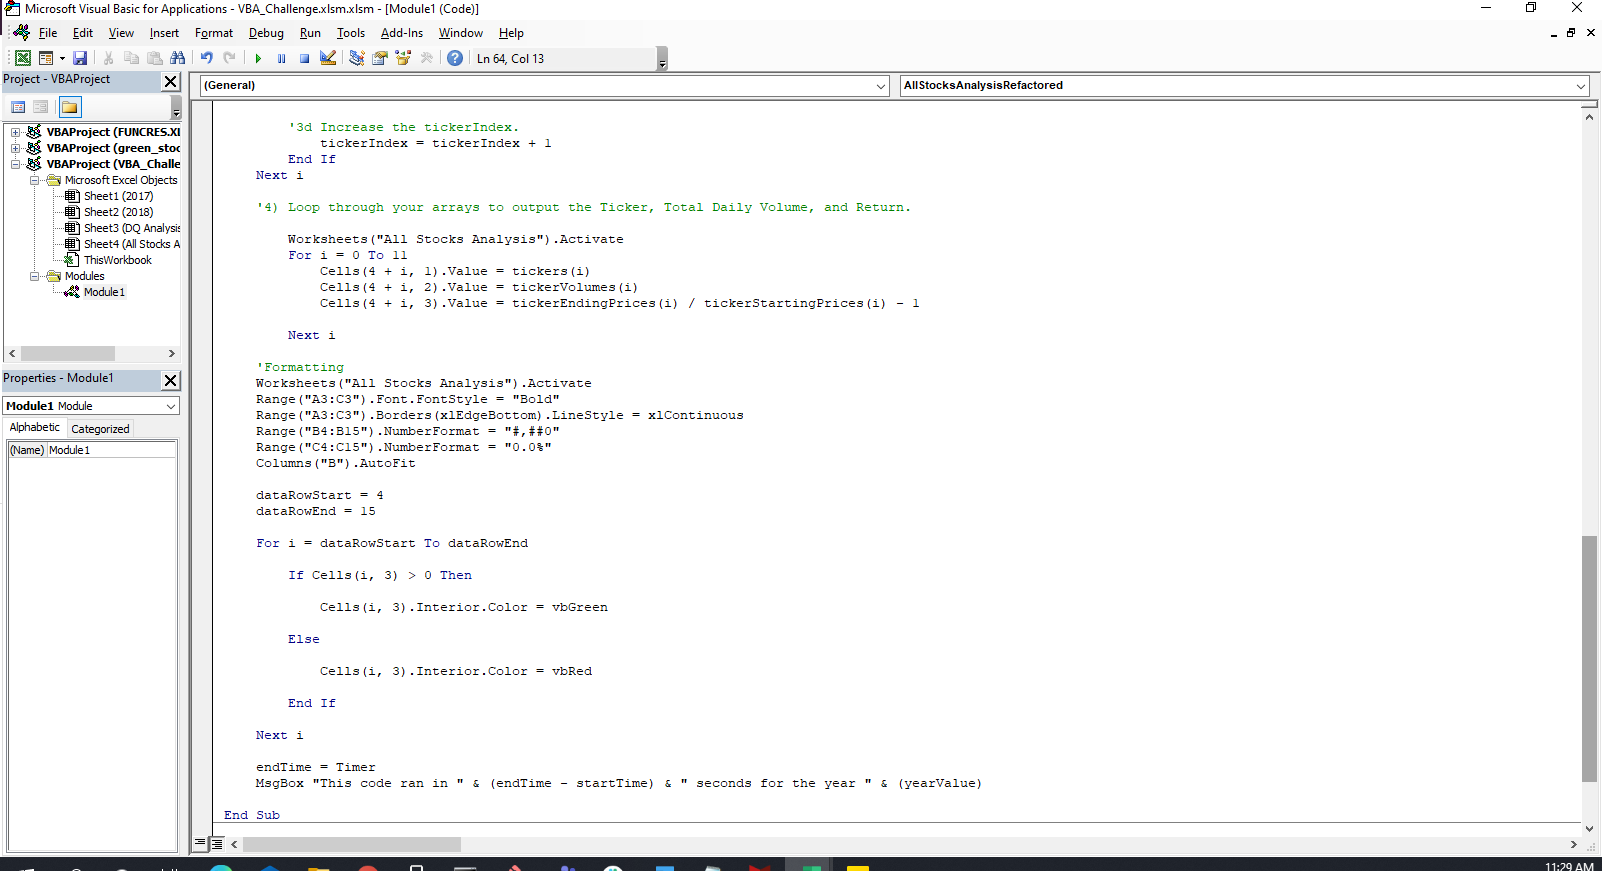 Microsoft Visual Basic for Applications - VBA_Challenge.xlsm.xlsm - [Module1 (Code)]
File Edit View Insert Format Debug Run Tools Add-Ins Window Help
Ln 64, Col 13
Project - VBAProject
(General)
AllStocksAnalysisRefactored
VBAProject (FUNCRES.XL
VBAProject (green_stoc
VBAProject (VBA_Challe
Microsoft Excel Objects
Sheet1 (2017)
Sheet2 (2018)
Sheet3 (DQ Analysis
Sheet4 (All Stocks A
ThisWorkbook
Modules
Module1
Properties - Module1
Module1 Module
Alphabetic Categorized
(Name) Module1
'3d Increase the tickerIndex.
tickerIndex = tickerIndex + 1
End If
Next i
'4) Loop through your arrays to output the Ticker, Total Daily Volume, and Return.
Worksheets("All Stocks Analysis").Activate
For i = 0 To 11
Cells(4 + i, 1).Value = tickers(i)
Cells(4 + i, 2).Value = tickerVolumes(i)
Cells(4 + i, 3).Value = tickerEndingPrices(i) / tickerStartingPrices(i) - 1
Next i
'Formatting
Worksheets("All Stocks Analysis").Activate
Range("A3:C3").Font.FontStyle = "Bold"
Range("A3:C3").Borders(xlEdgeBottom).LineStyle = xlContinuous
Range("B4:B15").NumberFormat = "#,##0"
Range("C4:C15").NumberFormat = "0.0%"
Columns("B").AutoFit
dataRowStart = 4
dataRowEnd = 15
For i = dataRowStart To dataRowEnd
If Cells(i, 3) > 0 Then
Cells(i, 3).Interior.Color = vbGreen
Else
Cells(i, 3).Interior.Color = vbRed
End If
Next i
endTime = Timer
MsgBox "This code ran in " & (endTime - startTime) & " seconds for the year " & (yearValue)
End Sub
11:29 AM